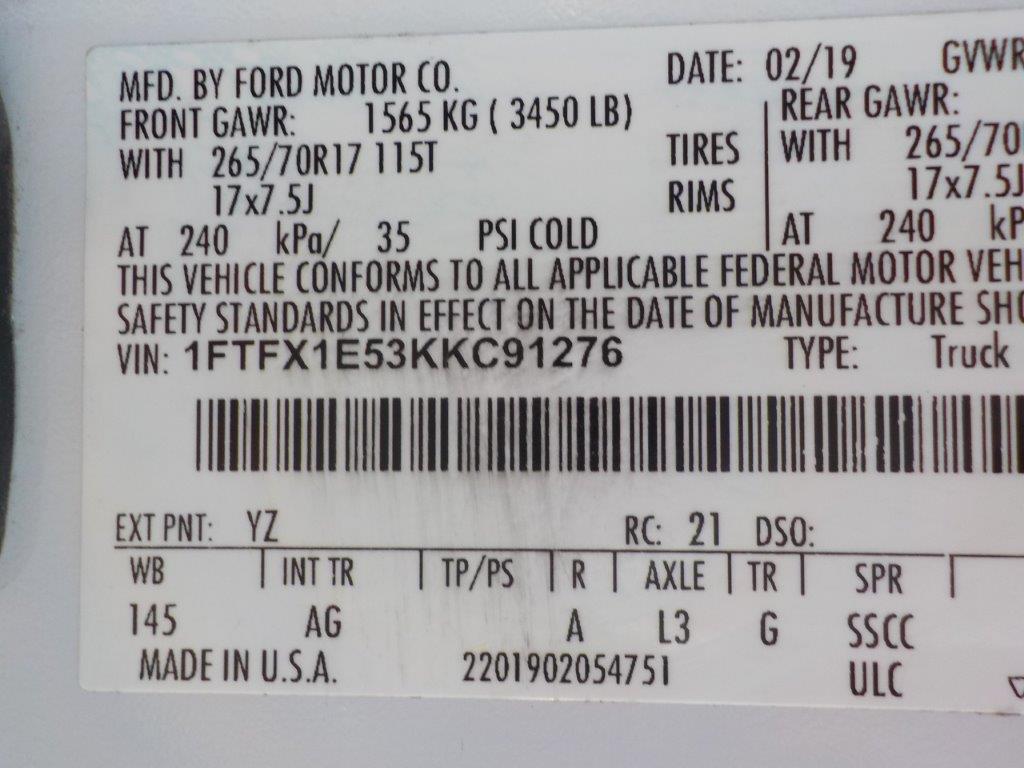 MFD. BY FORD MOTOR CO. DATE: 02/19 GVWR
FRONT GAWR: 1565 KG ( 3450 LB) REAR GAWR:
WITH 265/70R17 115T TIRES WITH 265/70
17x7.5J RIMS 17x7.5J
AT 240 kPa/ 35 PSI COLD AT 240 kP
THIS VEHICLE CONFORMS TO ALL APPLICABLE FEDERAL MOTOR VEH
SAFETY STANDARDS IN EFFECT ON THE DATE OF MANUFACTURE SHO
VIN: 1FTFX1E53KKC91276 TYPE: Truck
EXT PNT: YZ RC: 21 DSO:
WB INT TR TP/PS R AXLE TR SPR
145 AG A L3 G SSCC
MADE IN U.S.A. 2201902054751 ULC